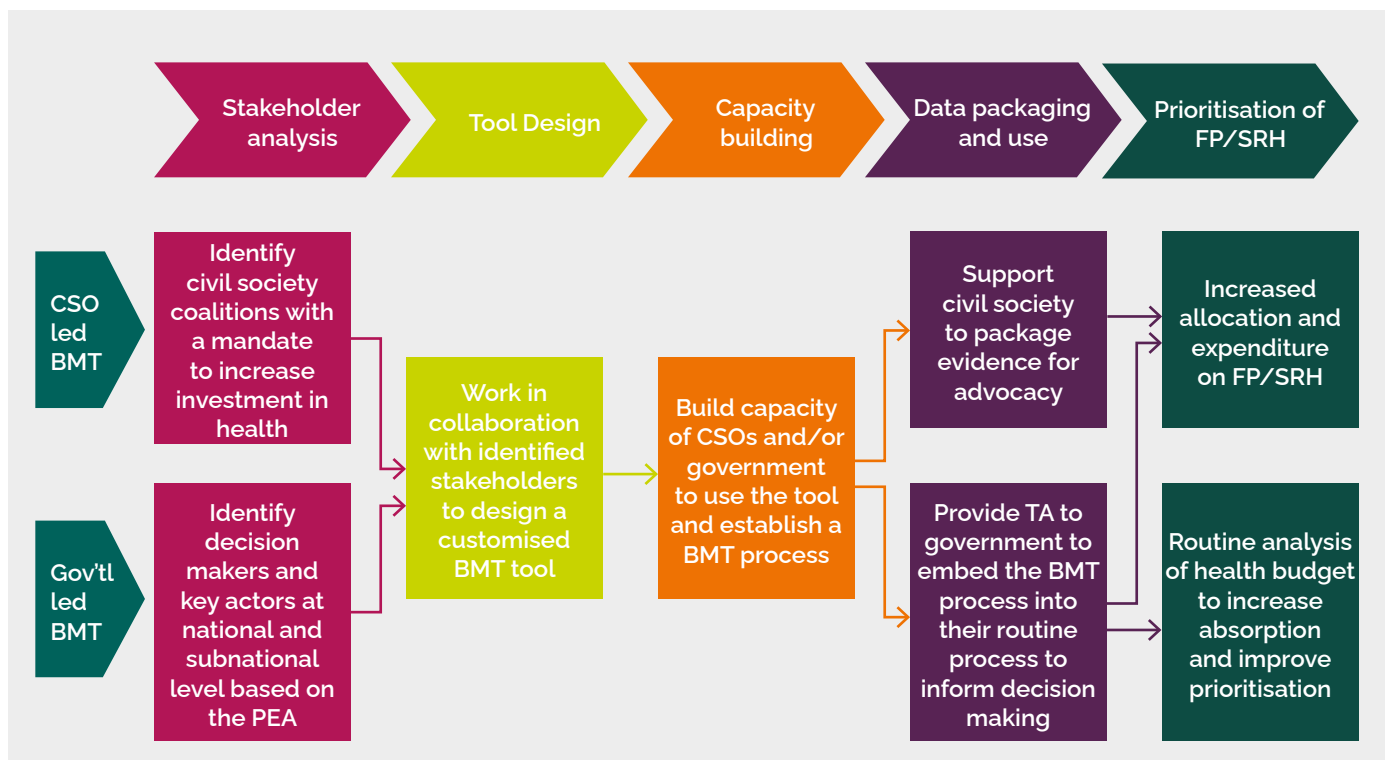 Stakeholder
analysis
Tool Design
Capacity
building
Data packaging
and use
Prioritisation of
FP/SRH
CSO
led
BMT
Identify
civil society
coalitions with
a mandate
to increase
investment in
health
Gov'tl
led
BMT
Identify
decision
makers and
key actors at
national and
subnational
level based on
the PEA
Work in
collaboration
with identified
stakeholders
to design a
customised
BMT tool
Build capacity
of CSOs and/or
government
to use the tool
and establish a
BMT process
Support
civil society
to package
evidence for
advocacy
Provide TA to
government to
embed the BMT
process into
their routine
process to
inform decision
making
Increased
allocation and
expenditure
on FP/SRH
Routine analysis
of health budget
to increase
absorption
and improve
prioritisation